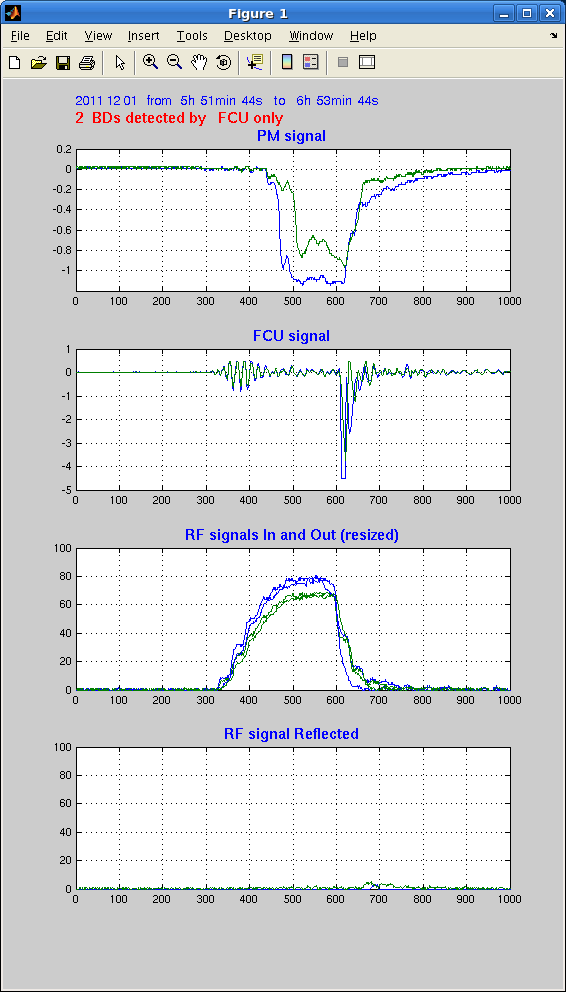 Figure 1
File Edit View Insert Tools Desktop Window Help
2011 12 01 from 5h 51min 44s to 6h 53min 44s
2 BDs detected by FCU only
PM signal
0.2
0
-0.2
-0.4
-0.6
-0.8
-1
0 100 200 300 400 500 600 700 800 900 1000
FCU signal
1
0
-1
-2
-3
-4
-5
0 100 200 300 400 500 600 700 800 900 1000
RF signals In and Out (resized)
100
80
60
40
20
0
0 100 200 300 400 500 600 700 800 900 1000
RF signal Reflected
100
80
60
40
20
0
0 100 200 300 400 500 600 700 800 900 1000